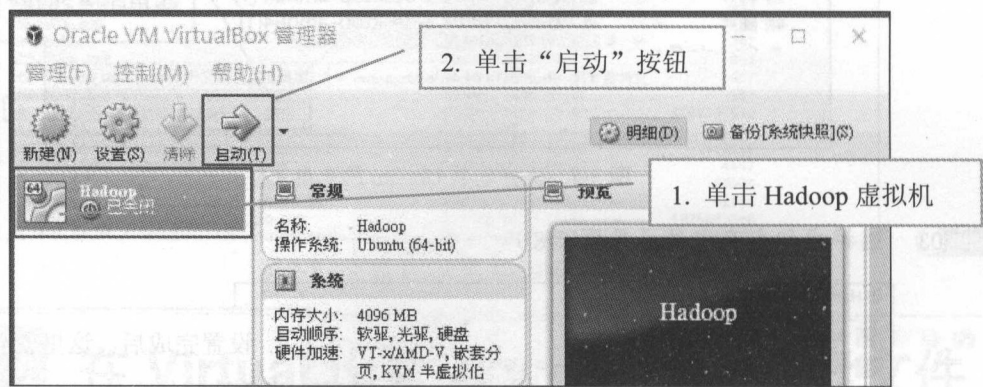 Oracle VM VirtualBox 管理器
管理(F) 控制(M) 帮助(H)
2. 单击“启动”按钮
新建(N) 设置(S) 清除 启动(T)
明细(D) 备份[系统快照](S)
64
Hadoop
已关闭
1. 单击 Hadoop 虚拟机
常规
名称: Hadoop
操作系统: Ubuntu (64-bit)
预览
Hadoop
系统
内存大小: 4096 MB
启动顺序: 软驱, 光驱, 硬盘
硬件加速: VT-x/AMD-V, 嵌套分
页, KVM 半虚拟化